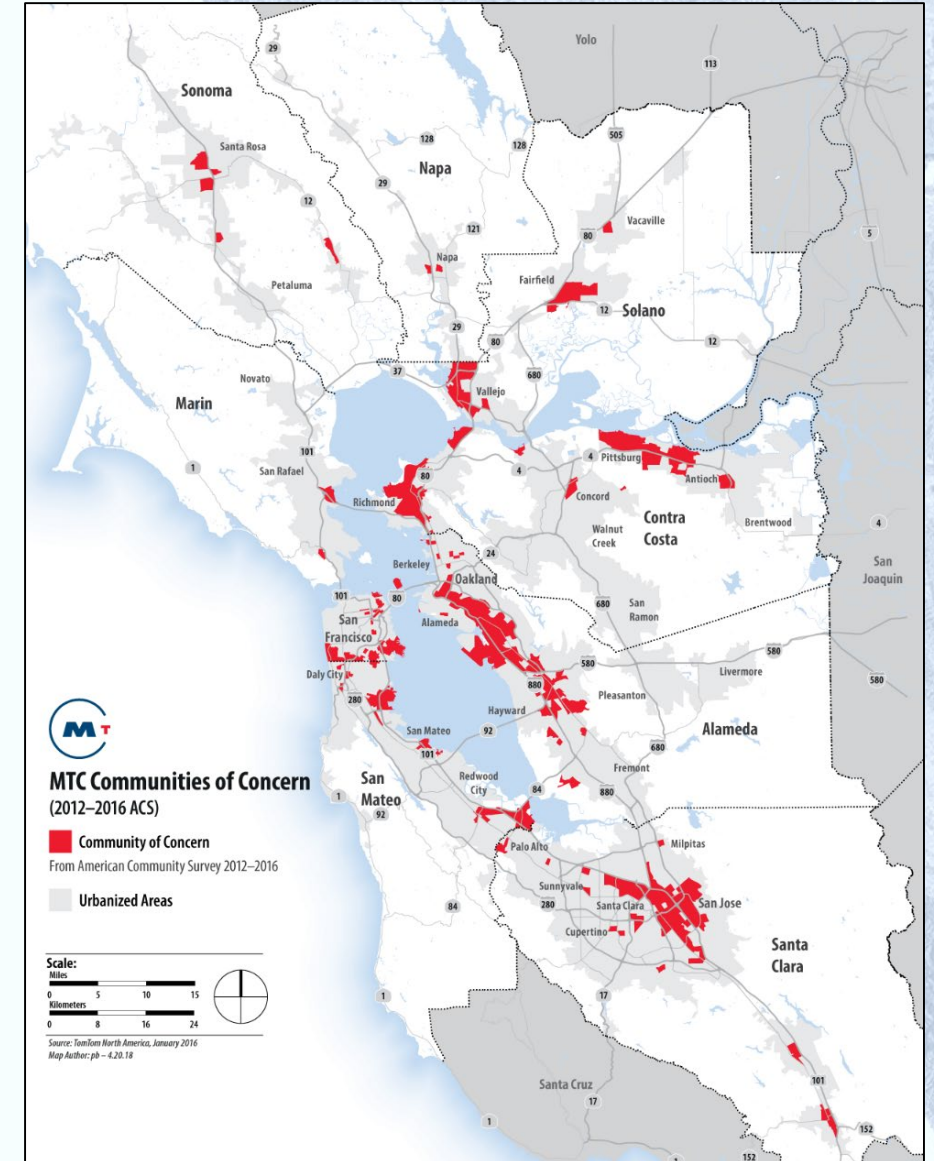 Yolo
29
113
Sonoma
505
128
Santa Rosa
128
Napa
29
12
Vacaville
121
80
5
Napa
Fairfield
Petaluma
Solano
12
29
80
12
37
680
Novato
Vallejo
Marin
101
4
Pittsburg
1
San Rafael
80
4
Antioch
Richmond
Concord
Contra
Costa
Brentwood
4
Walnut
Creek
24
San
Joaquin
Berkeley
Oakland
101
80
680
San
Ramon
San
Francisco
Alameda
580
580
Daly City
Livermore
580
280
880
Pleasanton
Hayward
San Mateo
92
Alameda
101
680
MT
Fremont
MTC Communities of Concern
San
Mateo
Redwood
City
84
880
(2012–2016 ACS)
1
92
Community of Concern
Palo Alto
Milpitas
From American Community Survey 2012–2016
Sunnyvale
Urbanized Areas
84
280
Santa Clara
San Jose
Cupertino
Santa
Clara
Scale:
Miles
0 5 10 15
Kilometers
0 8 16 24
1
17
Source: TomTom North America, January 2016
Map Author: pb – 4.20.18
Santa Cruz
101
17
1
152
152